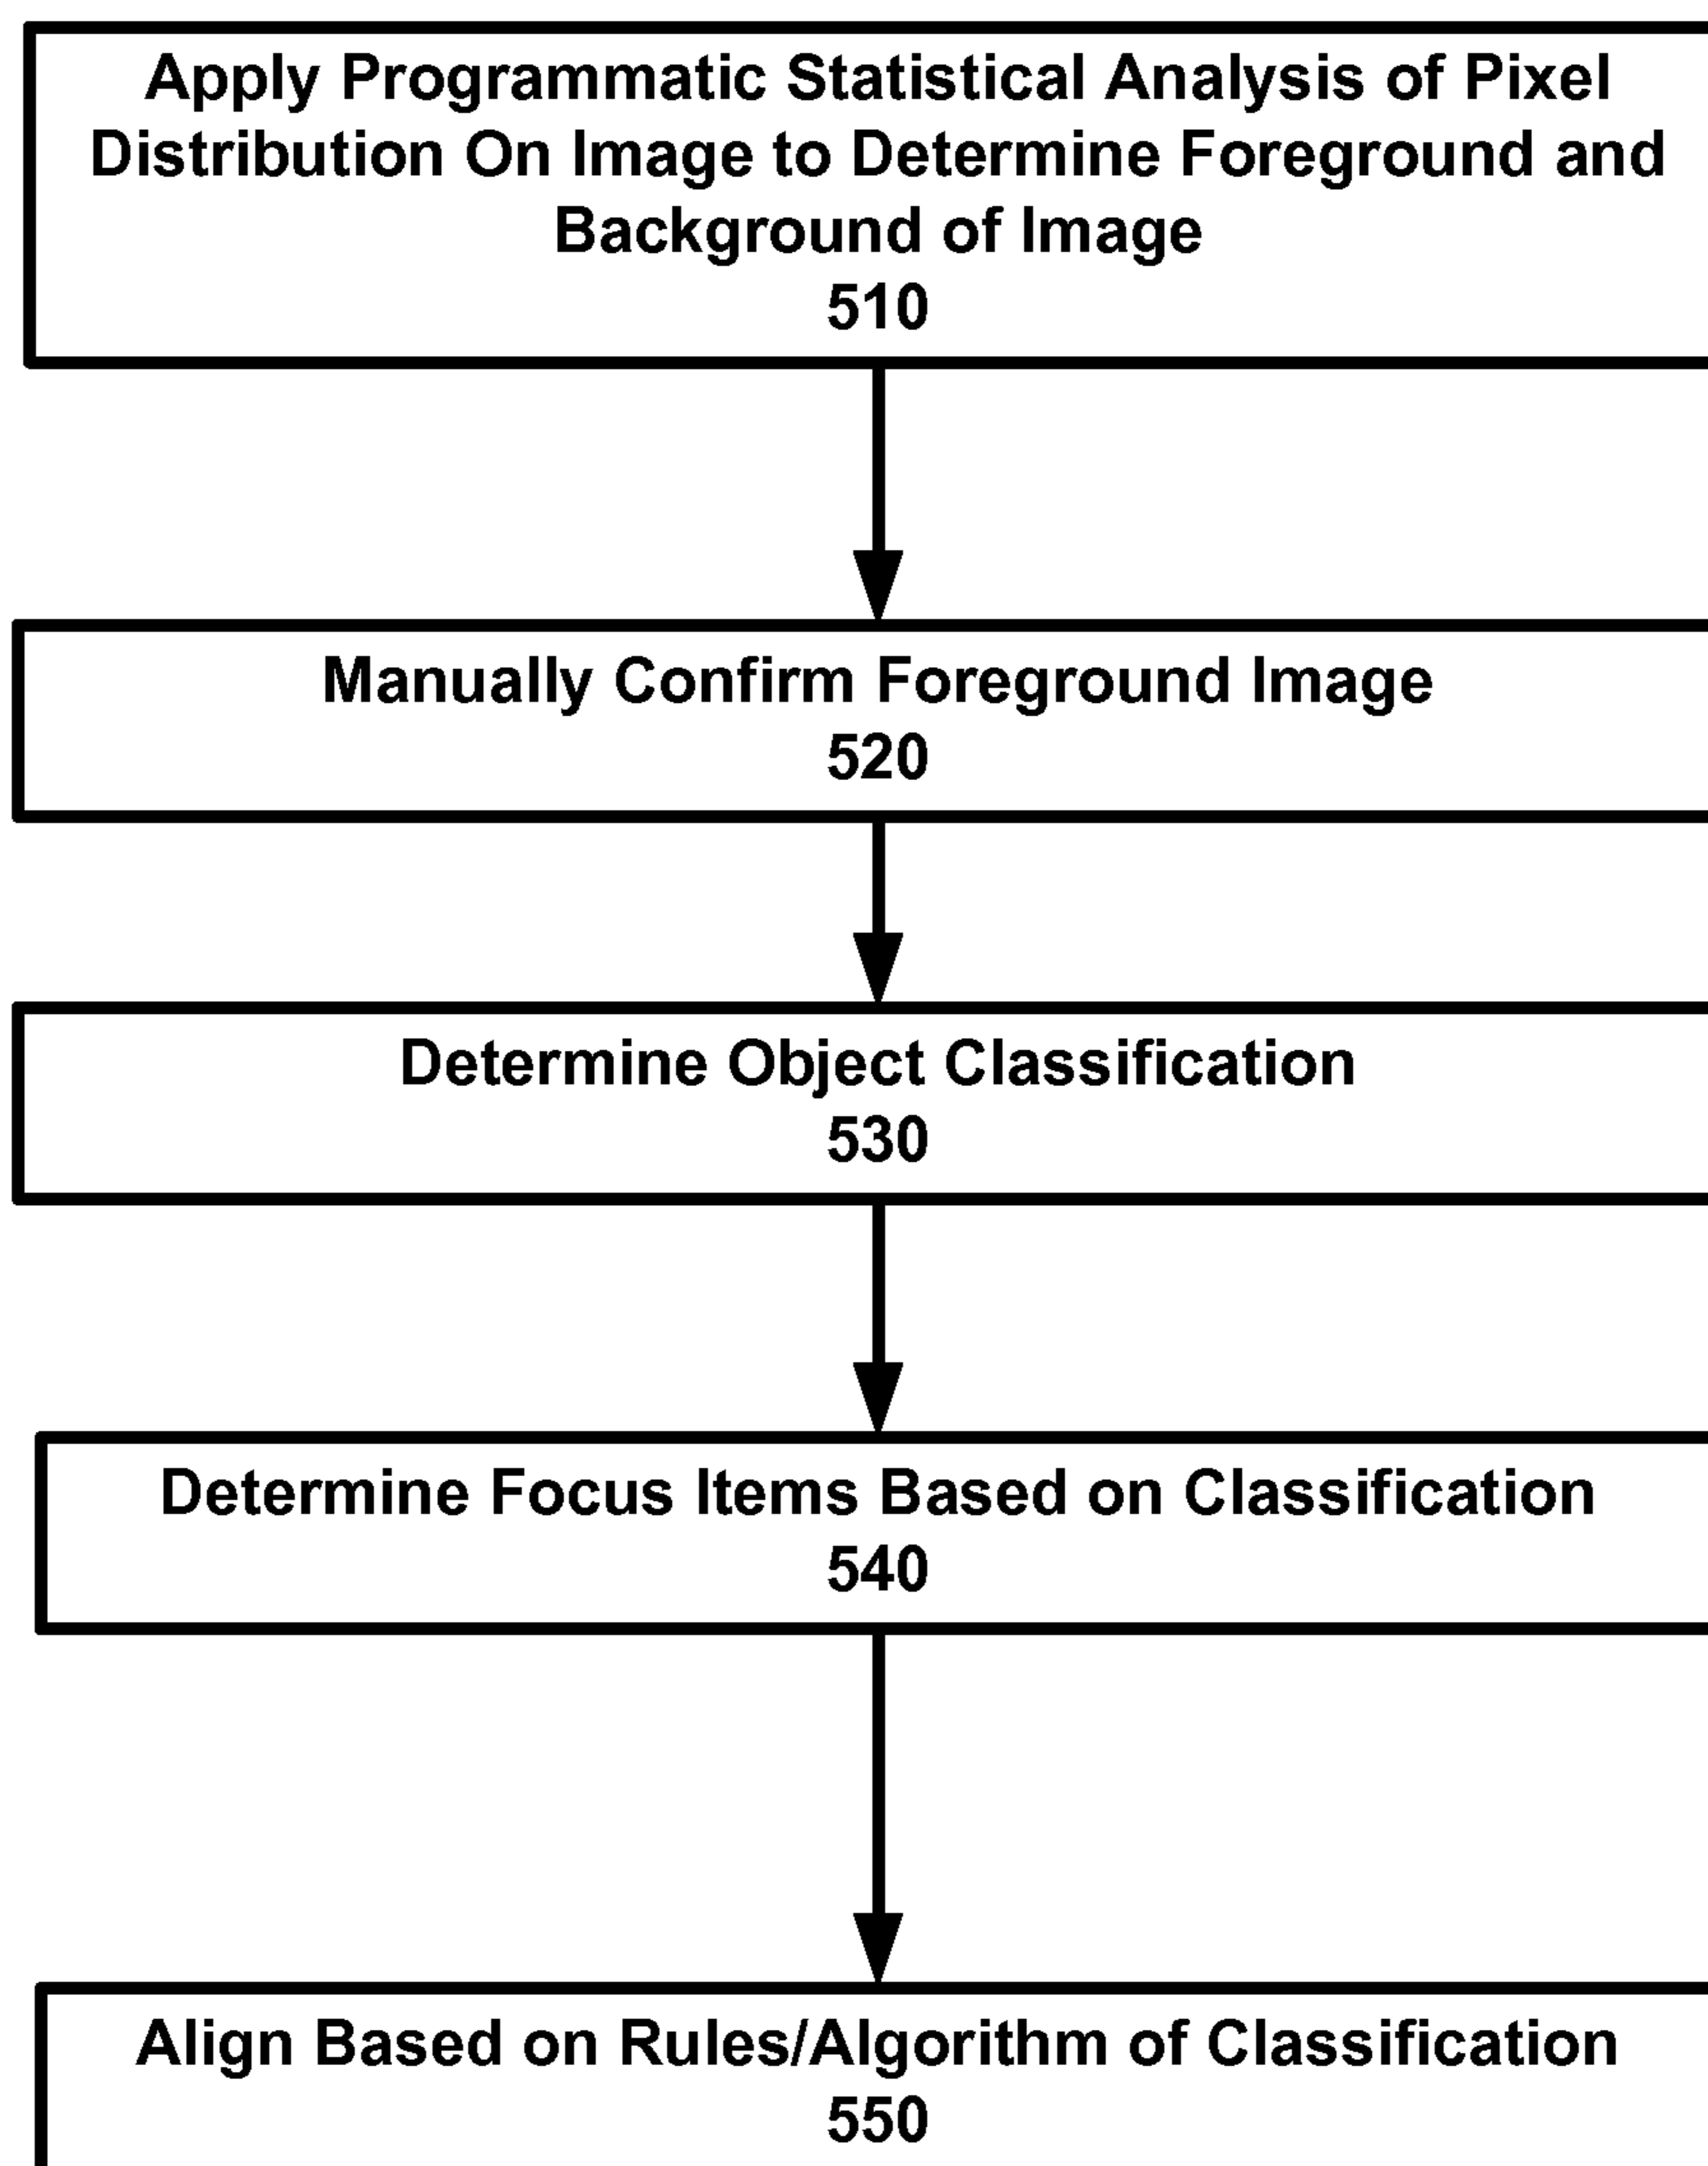 Apply Programmatic Statistical Analysis of Pixel
Distribution On Image to Determine Foreground and
Background of Image
510
Manually Confirm Foreground Image
520
Determine Object Classification
530
Determine Focus Items Based on Classification
540
Align Based on Rules/Algorithm of Classification
550